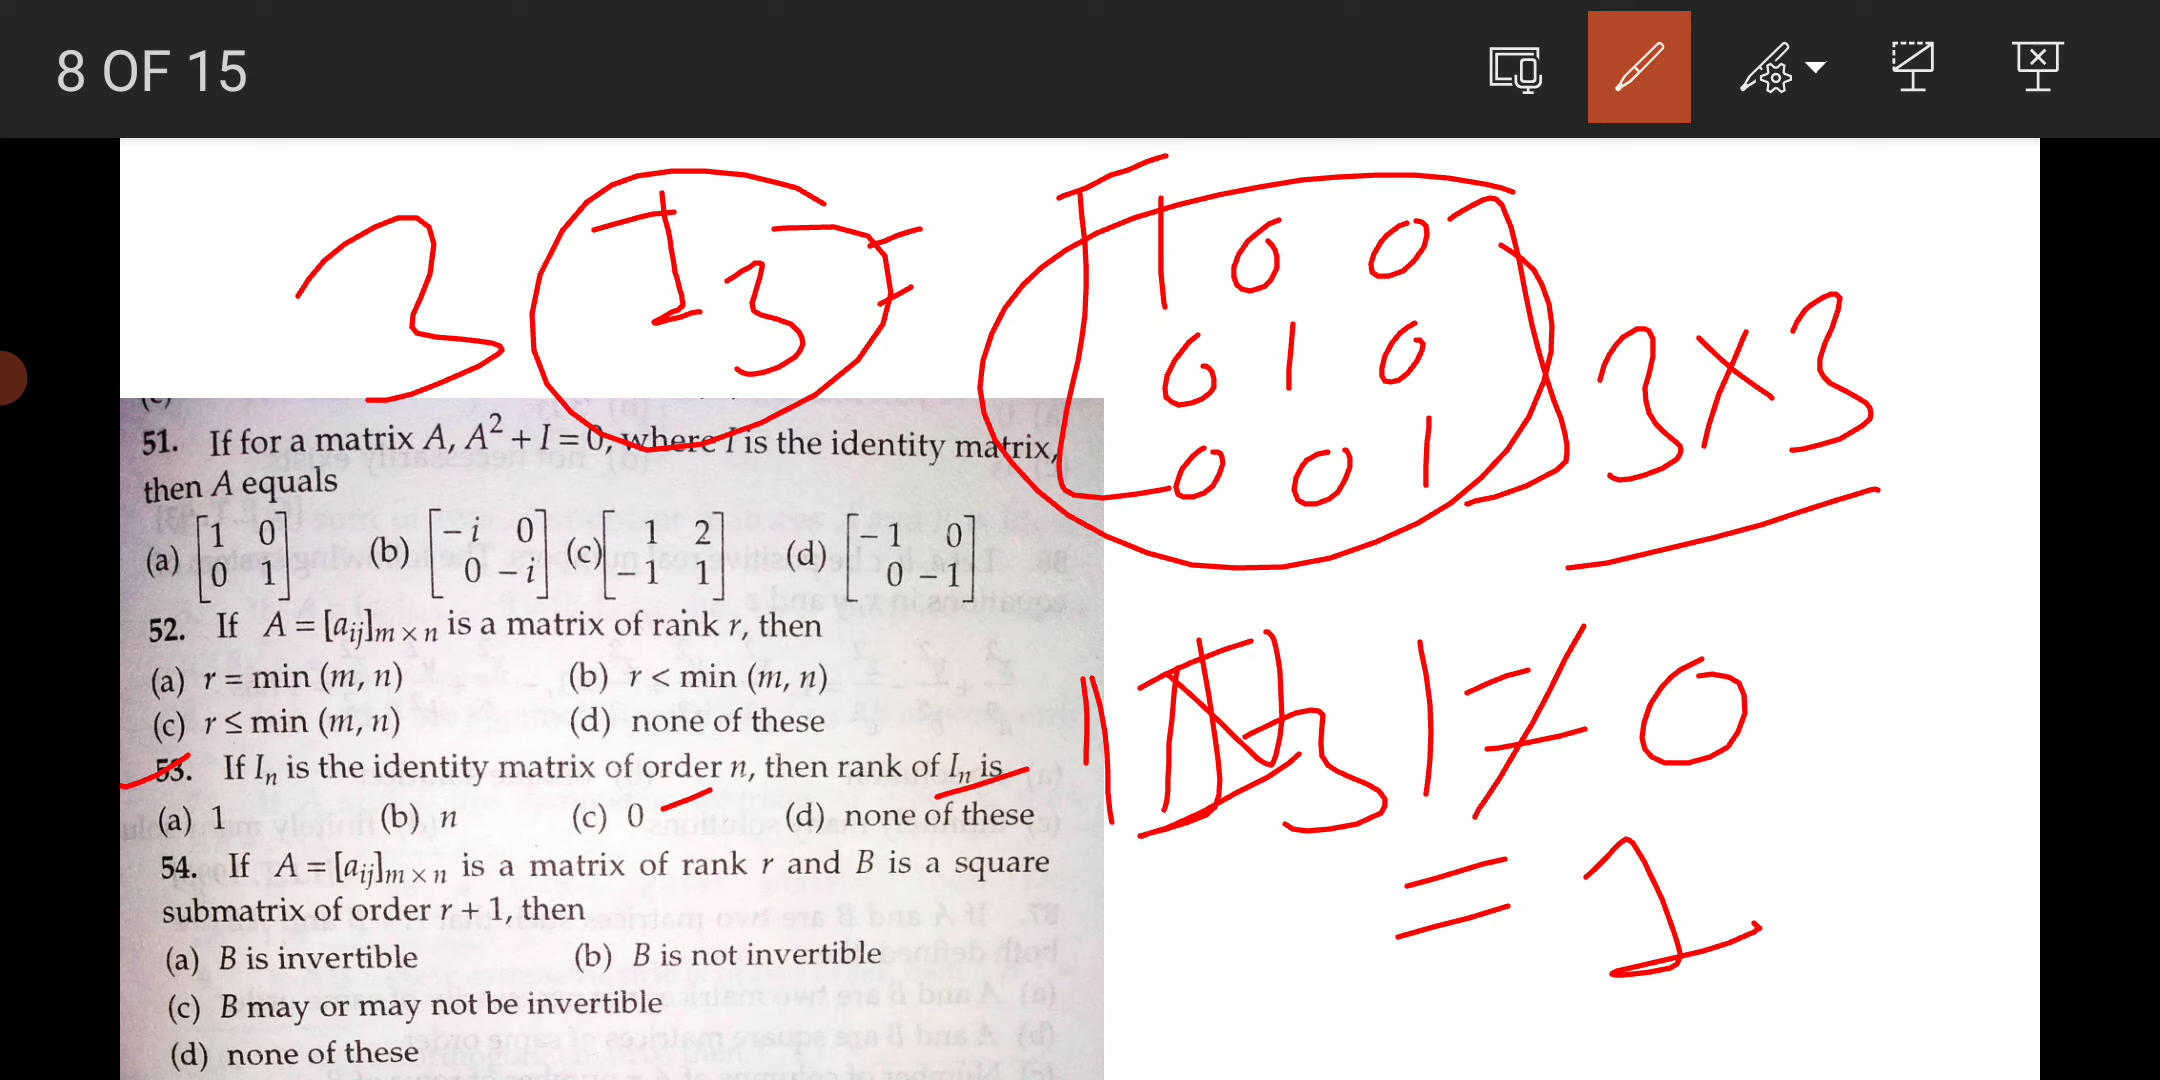 8 OF 15
3 I3 = 1 0 0
0 1 0
0 0 1
3×3
51. If for a matrix A, A² + I = 0, where I is the identity matrix,
then A equals
(a) [1 0 (b) [-i 0 (c) [1 2 (d) [-1 0
0 1] 0 -i] -1 1] 0 -1]
52. If A = [aij]m×n is a matrix of rank r, then
(a) r = min (m, n) (b) r < min (m, n)
(c) r ≤ min (m, n) (d) none of these
53. If In is the identity matrix of order n, then rank of In is
(a) 1 (b) n (c) 0 (d) none of these
54. If A = [aij]m×n is a matrix of rank r and B is a square
submatrix of order r + 1, then
(a) B is invertible (b) B is not invertible
(c) B may or may not be invertible
(d) none of these
3 | ≠ 0
= 1